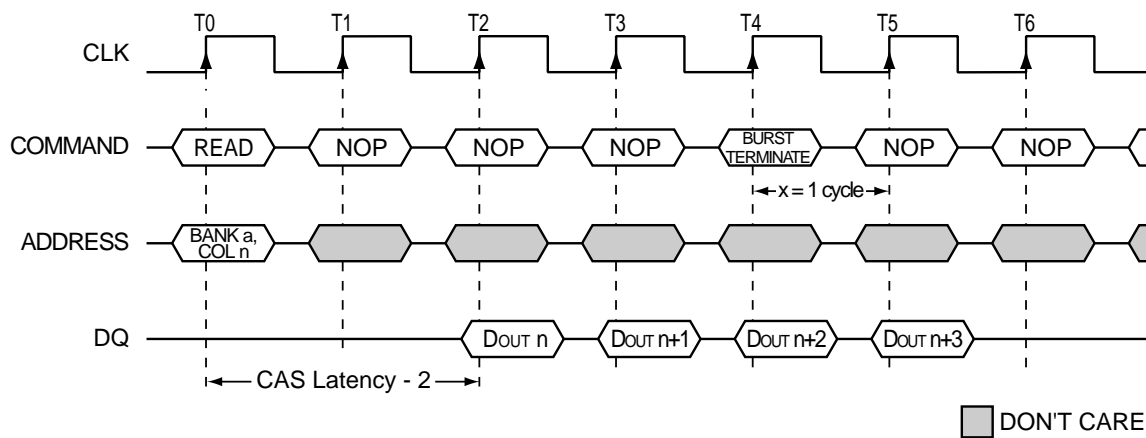 T0 T1 T2 T3 T4 T5 T6
CLK
COMMAND READ NOP NOP NOP BURST TERMINATE NOP NOP
x = 1 cycle
ADDRESS BANK a, COL n
DQ DOUT n DOUT n+1 DOUT n+2 DOUT n+3
CAS Latency - 2
DON'T CARE